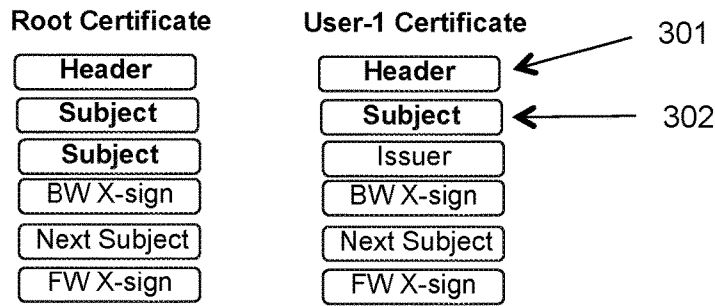 Root Certificate
Header
Subject
Subject
BW X-sign
Next Subject
FW X-sign
User-1 Certificate
Header
Subject
Issuer
BW X-sign
Next Subject
FW X-sign
301
302